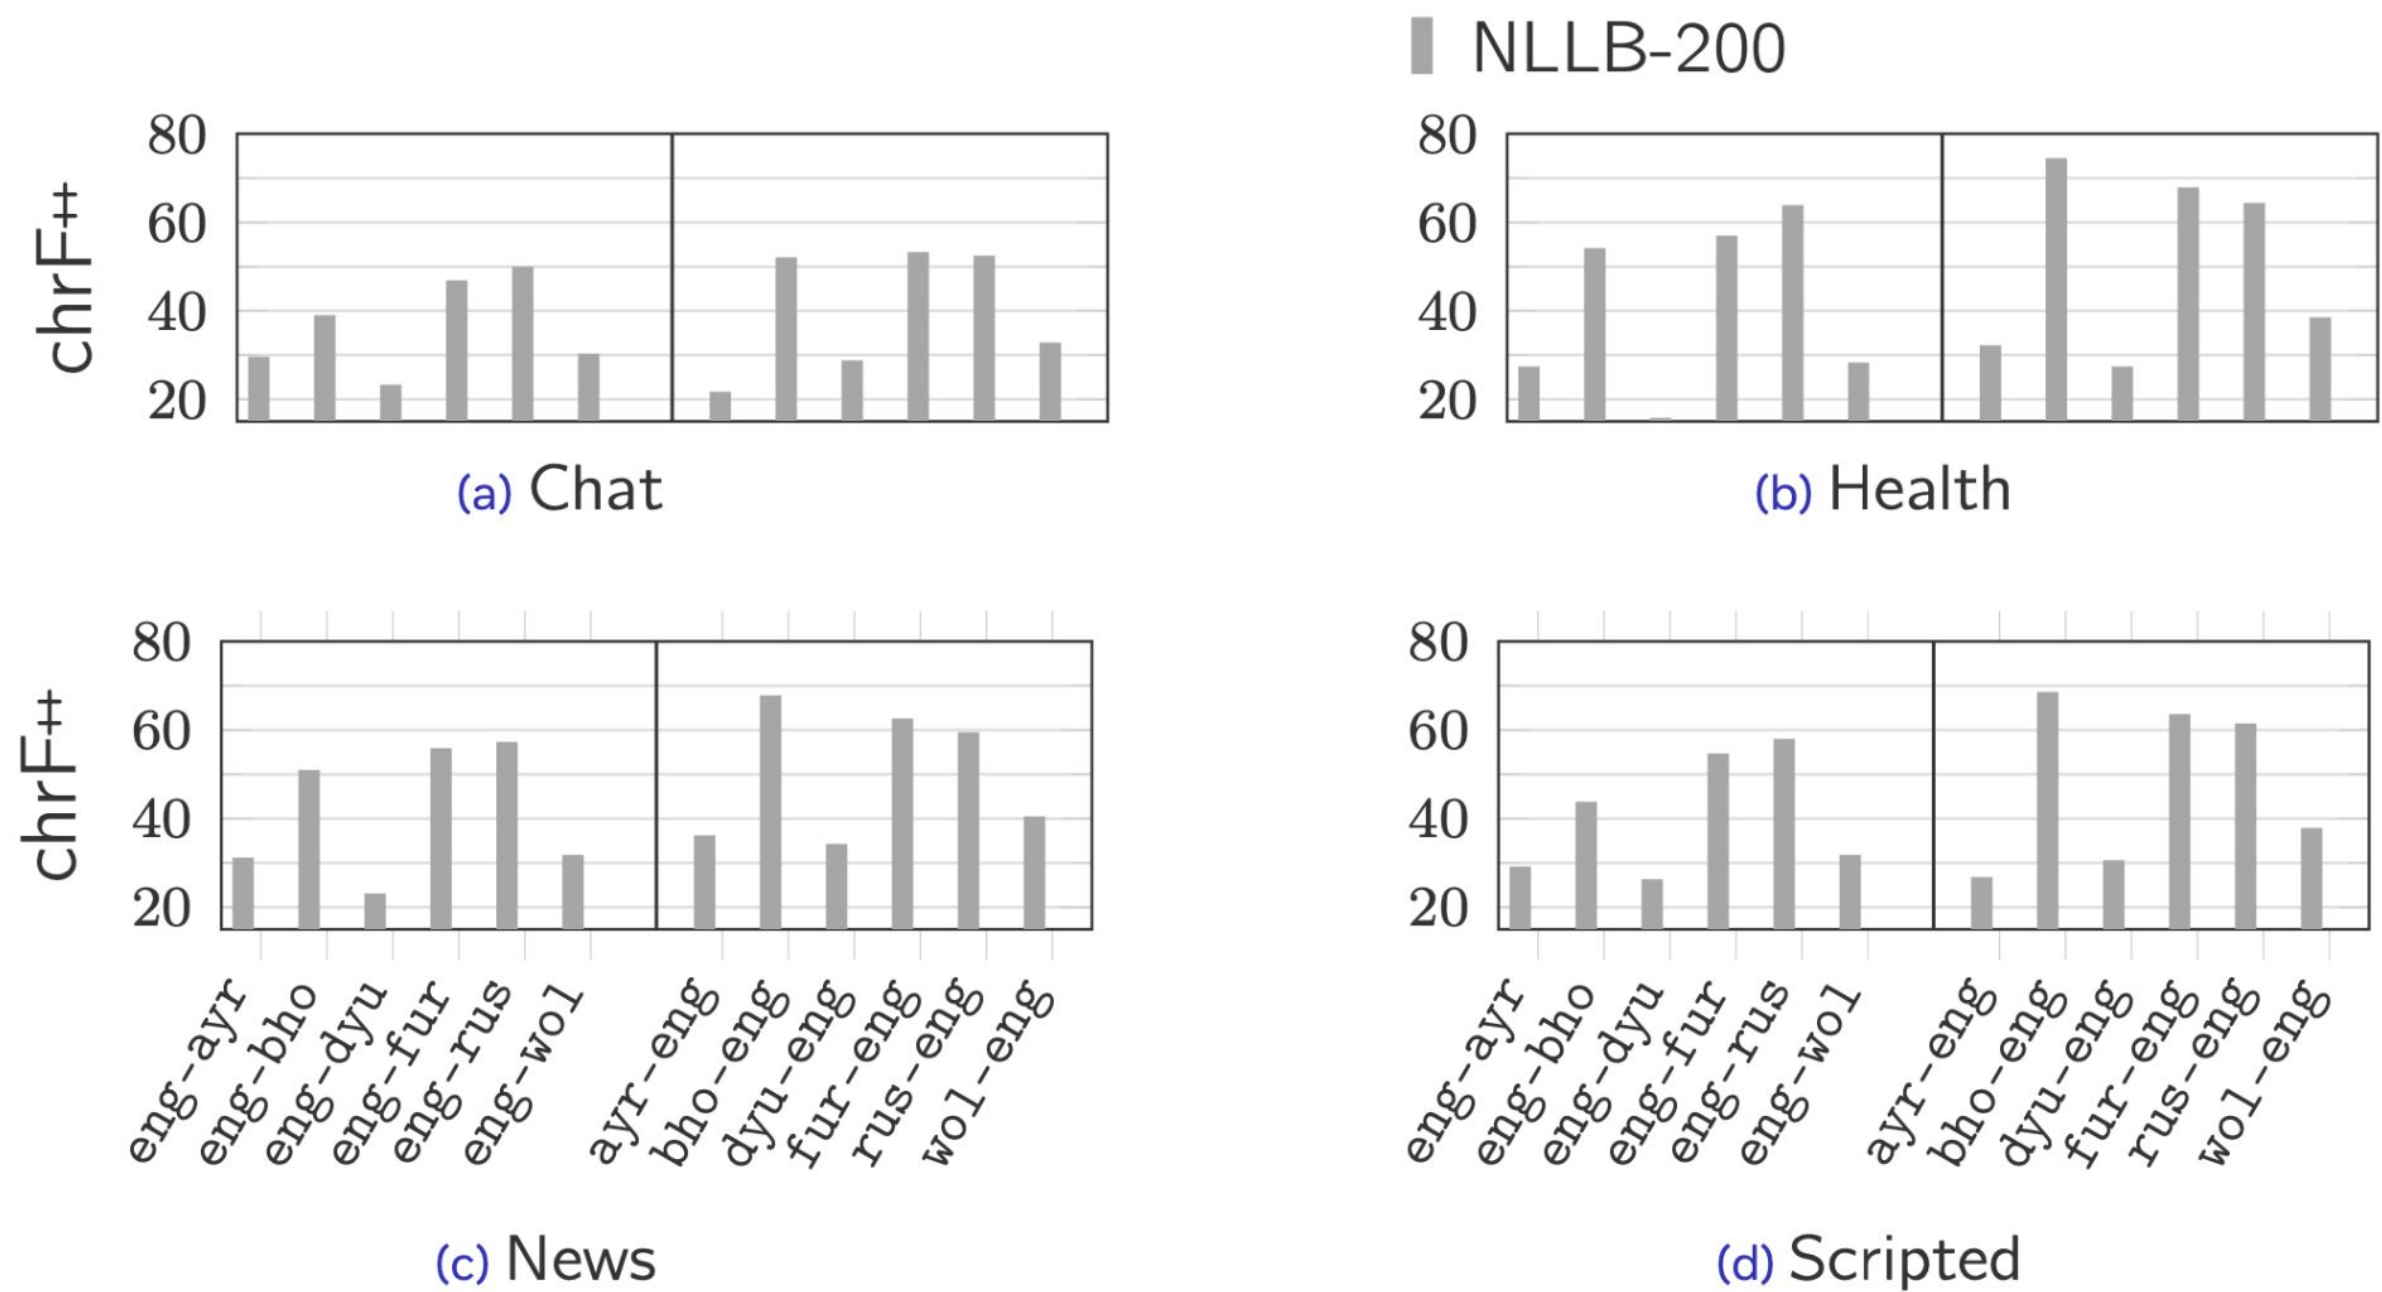 NLLB-200
chrF++
80
60
40
20
(a) Chat
80
60
40
20
(b) Health
chrF++
80
60
40
20
eng-ayr
eng-bho
eng-dyu
eng-fur
eng-rus
eng-wol
ayr-eng
bho-eng
dyu-eng
fur-eng
rus-eng
wol-eng
(c) News
80
60
40
20
eng-ayr
eng-bho
eng-dyu
eng-fur
eng-rus
eng-wol
ayr-eng
bho-eng
dyu-eng
fur-eng
rus-eng
wol-eng
(d) Scripted